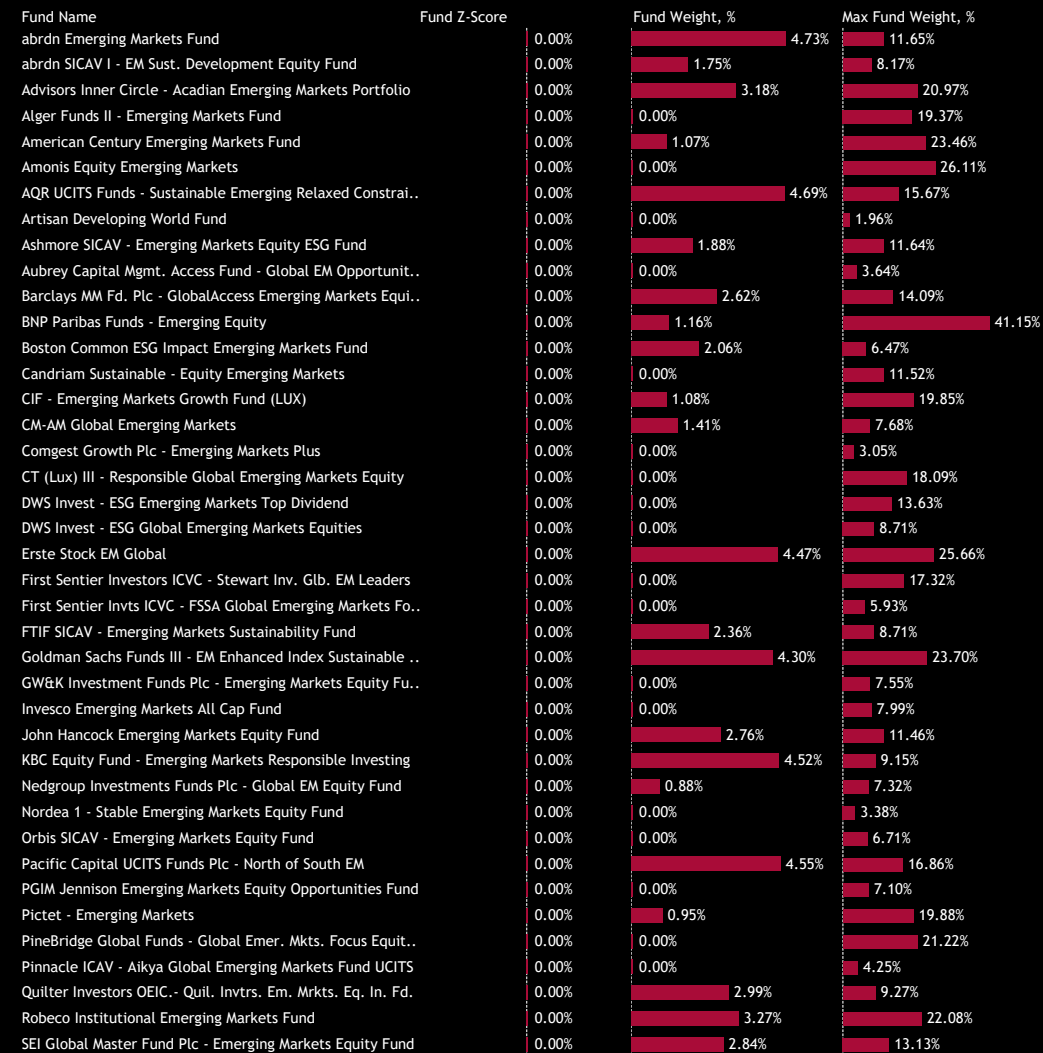 Fund Name Fund Z-Score Fund Weight, % Max Fund Weight, %
abrdn Emerging Markets Fund 0.00% 4.73% 11.65%
abrdn SICAV I - EM Sust. Development Equity Fund 0.00% 1.75% 8.17%
Advisors Inner Circle - Acadian Emerging Markets Portfolio 0.00% 3.18% 20.97%
Alger Funds II - Emerging Markets Fund 0.00% 0.00% 19.37%
American Century Emerging Markets Fund 0.00% 1.07% 23.46%
Amonis Equity Emerging Markets 0.00% 0.00% 26.11%
AQR UCITS Funds - Sustainable Emerging Relaxed Constrai.. 0.00% 4.69% 15.67%
Artisan Developing World Fund 0.00% 0.00% 1.96%
Ashmore SICAV - Emerging Markets Equity ESG Fund 0.00% 1.88% 11.64%
Aubrey Capital Mgmt. Access Fund - Global EM Opportunit.. 0.00% 0.00% 3.64%
Barclays MM Fd. Plc - GlobalAccess Emerging Markets Equi.. 0.00% 2.62% 14.09%
BNP Paribas Funds - Emerging Equity 0.00% 1.16% 41.15%
Boston Common ESG Impact Emerging Markets Fund 0.00% 2.06% 6.47%
Candriam Sustainable - Equity Emerging Markets 0.00% 0.00% 11.52%
CIF - Emerging Markets Growth Fund (LUX) 0.00% 1.08% 19.85%
CM-AM Global Emerging Markets 0.00% 1.41% 7.68%
Comgest Growth Plc - Emerging Markets Plus 0.00% 0.00% 3.05%
CT (Lux) III - Responsible Global Emerging Markets Equity 0.00% 0.00% 18.09%
DWS Invest - ESG Emerging Markets Top Dividend 0.00% 0.00% 13.63%
DWS Invest - ESG Global Emerging Markets Equities 0.00% 0.00% 8.71%
Erste Stock EM Global 0.00% 4.47% 25.66%
First Sentier Investors ICVC - Stewart Inv. Glb. EM Leaders 0.00% 0.00% 17.32%
First Sentier Invts ICVC - FSSA Global Emerging Markets Fo.. 0.00% 0.00% 5.93%
FTIF SICAV - Emerging Markets Sustainability Fund 0.00% 2.36% 8.71%
Goldman Sachs Funds III - EM Enhanced Index Sustainable .. 0.00% 4.30% 23.70%
GW&K Investment Funds Plc - Emerging Markets Equity Fu.. 0.00% 0.00% 7.55%
Invesco Emerging Markets All Cap Fund 0.00% 0.00% 7.99%
John Hancock Emerging Markets Equity Fund 0.00% 2.76% 11.46%
KBC Equity Fund - Emerging Markets Responsible Investing 0.00% 4.52% 9.15%
Nedgroup Investments Funds Plc - Global EM Equity Fund 0.00% 0.88% 7.32%
Nordea 1 - Stable Emerging Markets Equity Fund 0.00% 0.00% 3.38%
Orbis SICAV - Emerging Markets Equity Fund 0.00% 0.00% 6.71%
Pacific Capital UCITS Funds Plc - North of South EM 0.00% 4.55% 16.86%
PGIM Jennison Emerging Markets Equity Opportunities Fund 0.00% 0.00% 7.10%
Pictet - Emerging Markets 0.00% 0.95% 19.88%
PineBridge Global Funds - Global Emer. Mkts. Focus Equit.. 0.00% 0.00% 21.22%
Pinnacle ICAV - Aikya Global Emerging Markets Fund UCITS 0.00% 0.00% 4.25%
Quilter Investors OEIC.- Quil. Invtrs. Em. Mrkts. Eq. In. Fd. 0.00% 2.99% 9.27%
Robeco Institutional Emerging Markets Fund 0.00% 3.27% 22.08%
SEI Global Master Fund Plc - Emerging Markets Equity Fund 0.00% 2.84% 13.13%